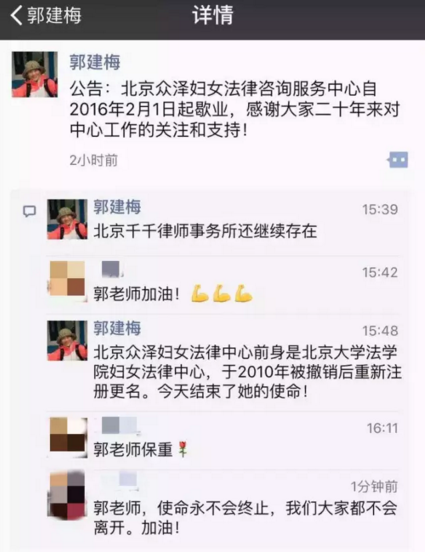 郭建梅
详情
郭建梅
公告：北京众泽妇女法律咨询服务中心自
2016年2月1日起歇业，感谢大家二十年来对
中心工作的关注和支持！
2小时前
郭建梅
15:39
北京千千律师事务所还继续存在
15:42
郭老师加油！💪💪💪
郭建梅
15:48
北京众泽妇女法律中心前身是北京大学法学
院妇女法律中心，于2010年被撤销后重新注
册更名。今天结束了她的使命！
16:11
郭老师保重🌹
1分钟前
郭老师，使命永不会终止，我们大家都不会
离开。加油！